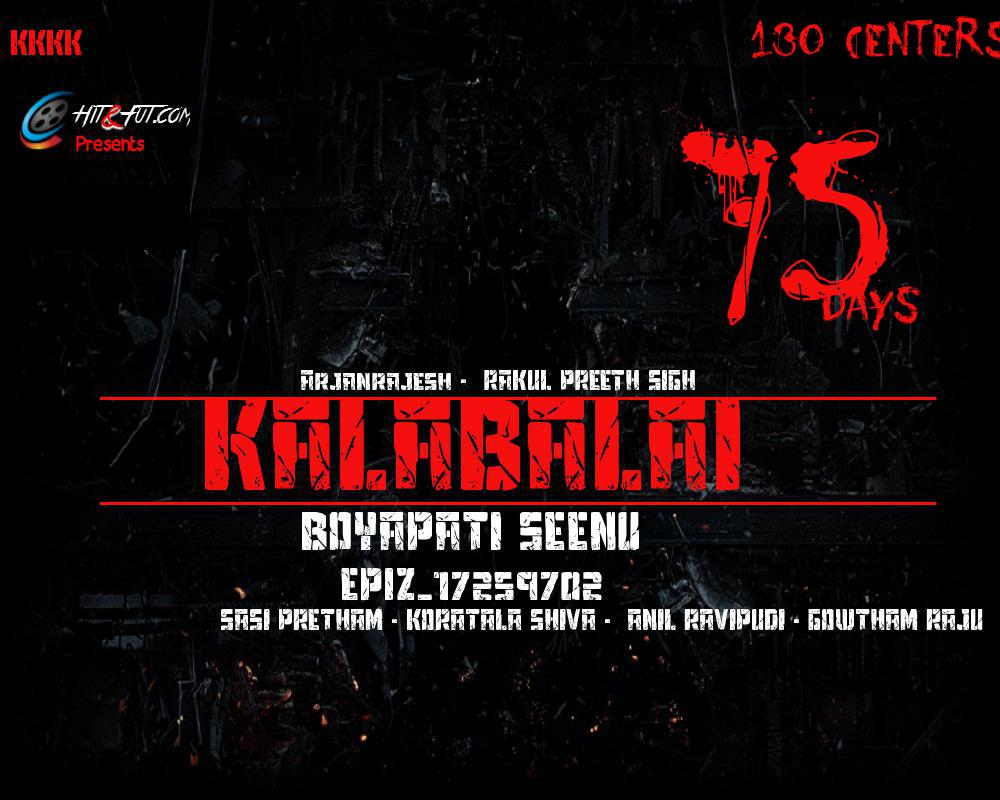 KKKK
130 CENTERS
HIT&FUT.COM
Presents
75
DAYS
ARJANRAJESH - RAKUL PREETH SIGH
KALABALAI
BOYAPATI SEENU
EPIZ_17259702
SASI PRETHAM - KORATALA SHIVA - ANIL RAVIPUDI - GOWTHAM RAJU